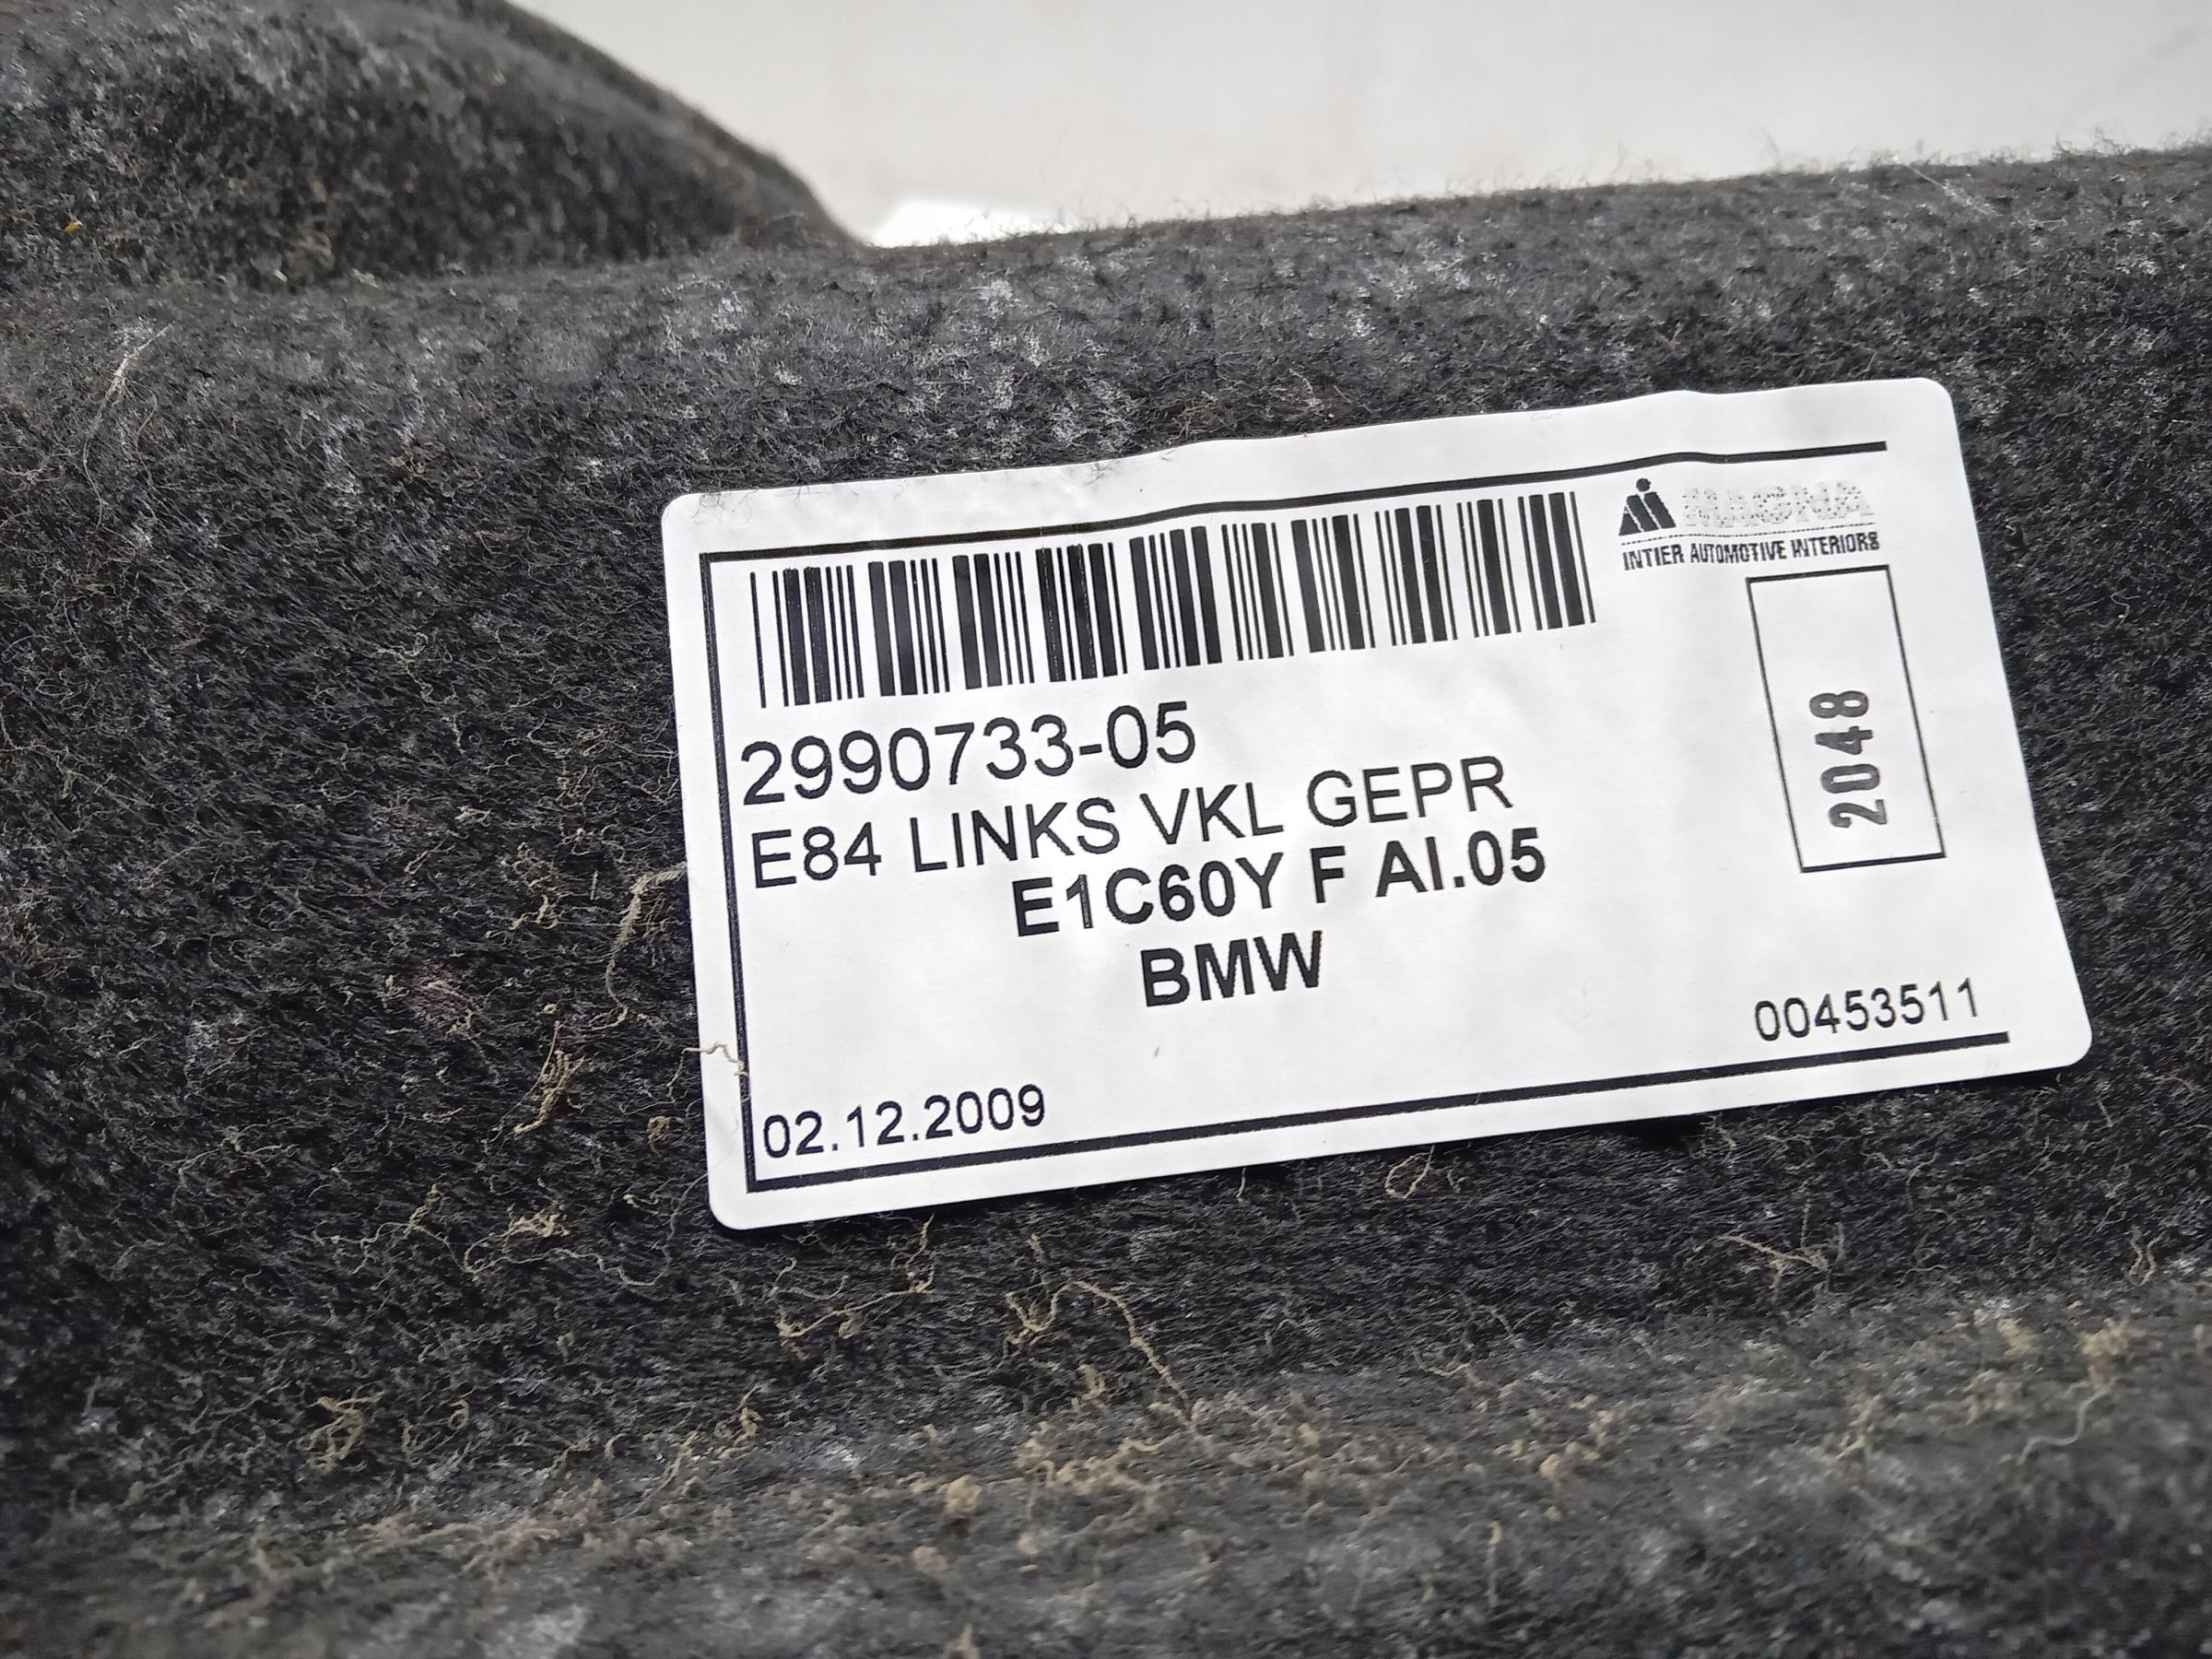 MAGNA
INTIER AUTOMOTIVE INTERIORS
2990733-05
E84 LINKS VKL GEPR
E1C60Y F AI.05
BMW
2048
00453511
02.12.2009